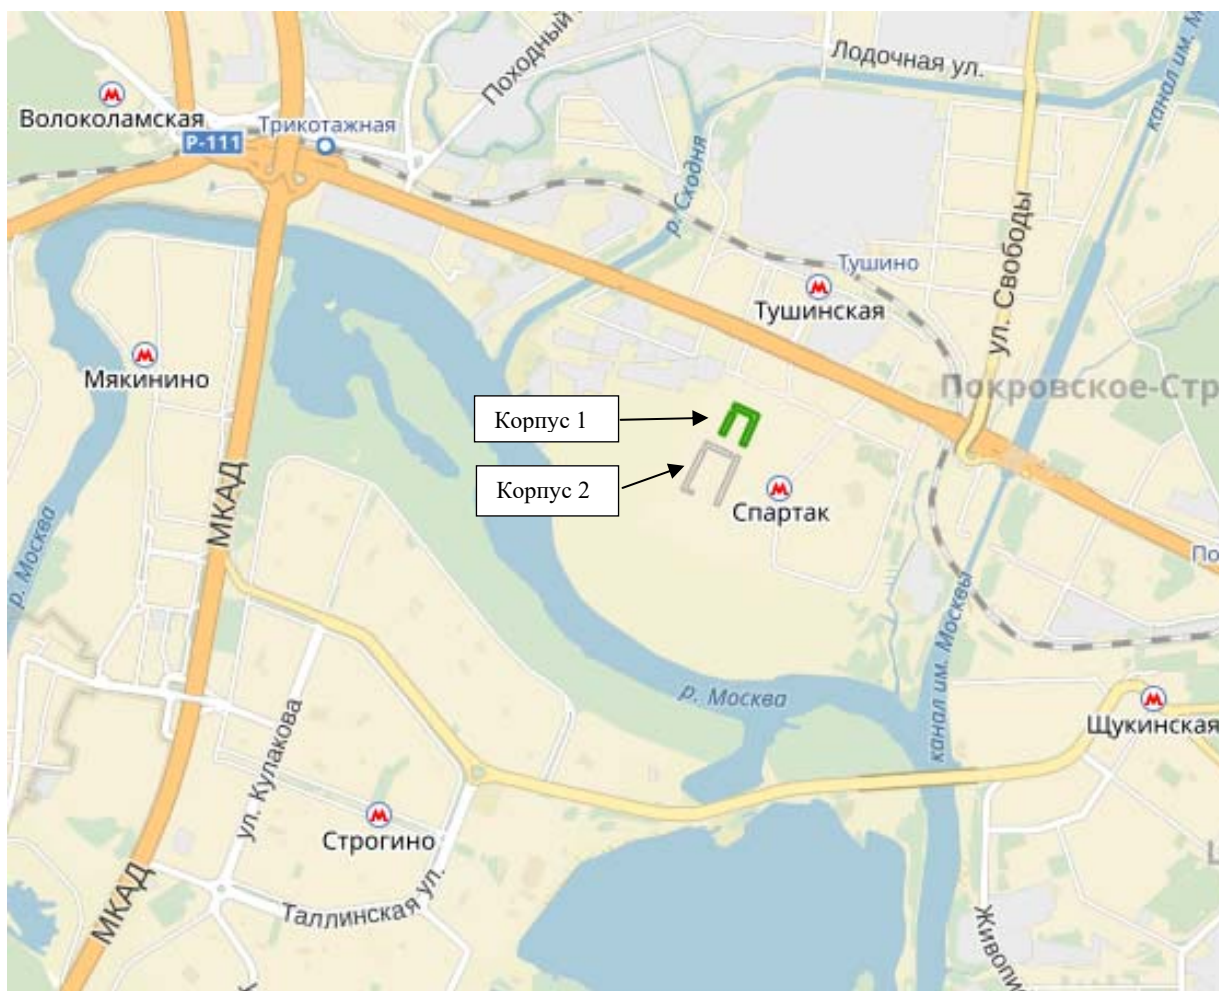 Походный
Лодочная ул.
канал им. М
Волоколамская
Трикотажная
Р-111
р. Сходня
ул. Свободы
Тушино
Тушинская
Мякинино
Покровское-Стр
Корпус 1
МКАД
Корпус 2
Спартак
р. Москва
По
канал им. Москвы
р. Москва
Щукинская
ул. Кулакова
Строгино
МКАД
Таллинская ул.
Живопи